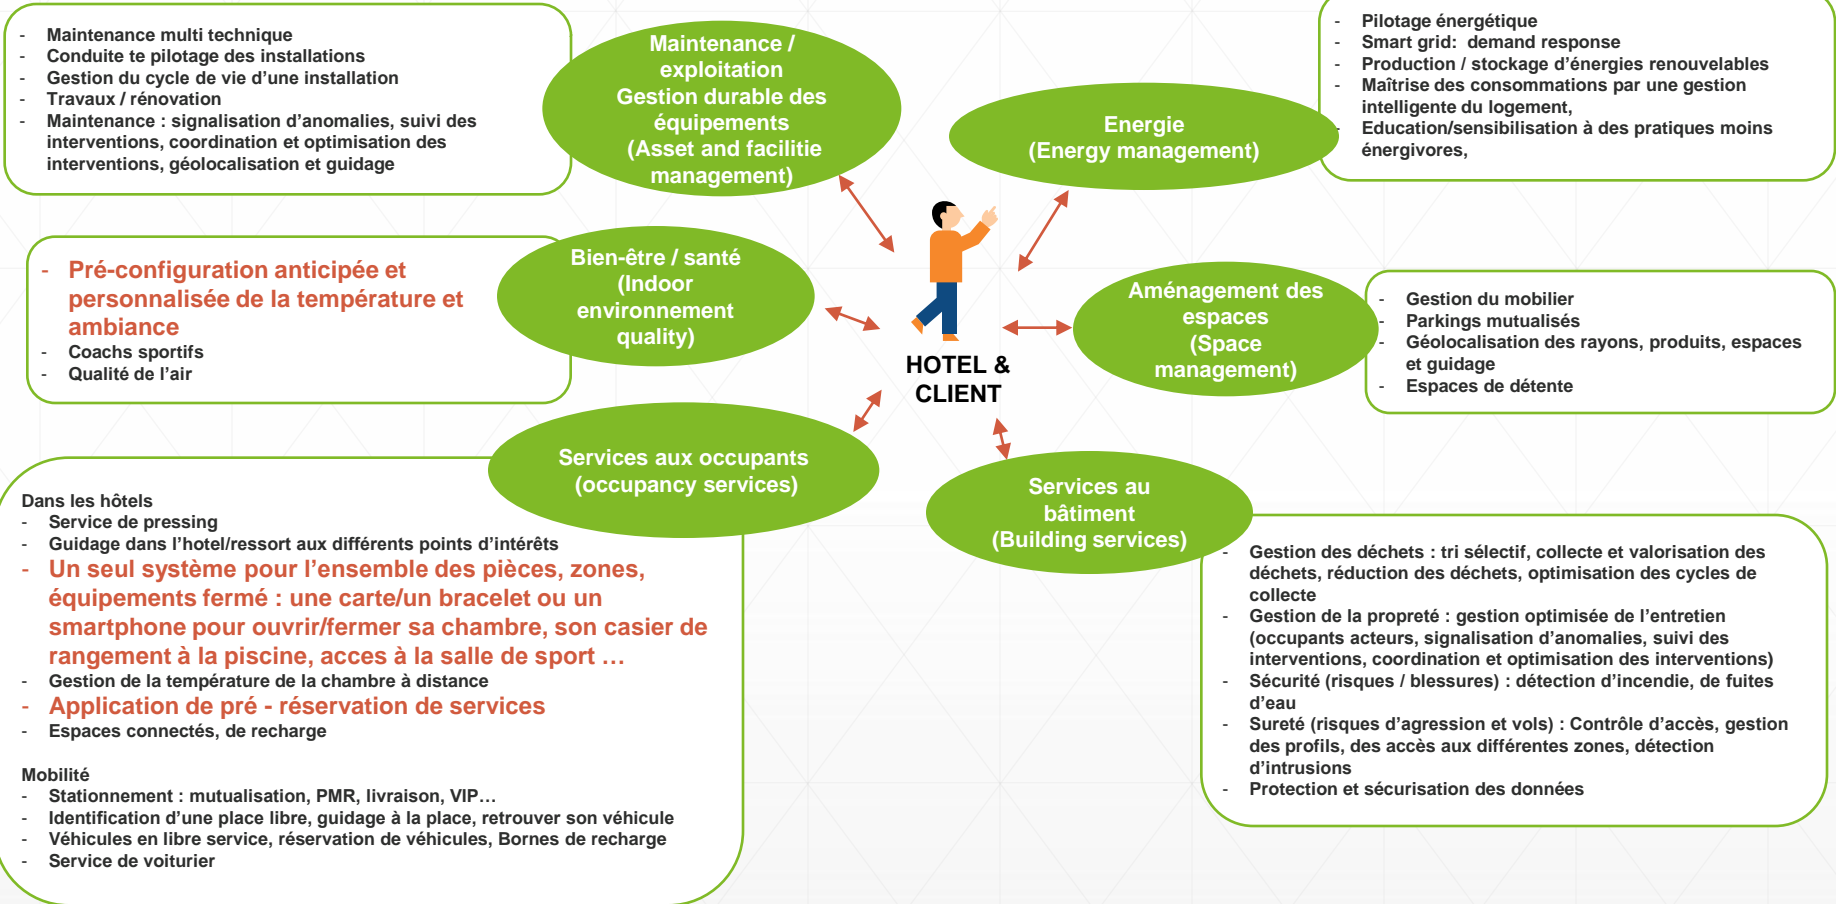 - Maintenance multi technique
- Conduite te pilotage des installations
- Gestion du cycle de vie d’une installation
- Travaux / rénovation
- Maintenance : signalisation d’anomalies, suivi des
interventions, coordination et optimisation des
interventions, géolocalisation et guidage
Maintenance /
exploitation
Gestion durable des
équipements
(Asset and facilitie
management)
Energie
(Energy management)
- Pilotage énergétique
- Smart grid: demand response
- Production / stockage d’énergies renouvelables
- Maîtrise des consommations par une gestion
intelligente du logement,
- Education/sensibilisation à des pratiques moins
énergivores,
- Pré-configuration anticipée et
personnalisée de la température et
ambiance
- Coachs sportifs
- Qualité de l’air
Bien-être / santé
(Indoor
environnement
quality)
HOTEL &
CLIENT
Aménagement des
espaces
(Space
management)
- Gestion du mobilier
- Parkings mutualisés
- Géolocalisation des rayons, produits, espaces
et guidage
- Espaces de détente
Services aux occupants
(occupancy services)
Dans les hôtels
- Service de pressing
- Guidage dans l’hotel/ressort aux différents points d’intérêts
- Un seul système pour l’ensemble des pièces, zones,
équipements fermé : une carte/un bracelet ou un
smartphone pour ouvrir/fermer sa chambre, son casier de
rangement à la piscine, acces à la salle de sport …
- Gestion de la température de la chambre à distance
- Application de pré - réservation de services
- Espaces connectés, de recharge
Mobilité
- Stationnement : mutualisation, PMR, livraison, VIP…
- Identification d’une place libre, guidage à la place, retrouver son véhicule
- Véhicules en libre service, réservation de véhicules, Bornes de recharge
- Service de voiturier
Services au
bâtiment
(Building services)
- Gestion des déchets : tri sélectif, collecte et valorisation des
déchets, réduction des déchets, optimisation des cycles de
collecte
- Gestion de la propreté : gestion optimisée de l’entretien
(occupants acteurs, signalisation d’anomalies, suivi des
interventions, coordination et optimisation des interventions)
- Sécurité (risques / blessures) : détection d’incendie, de fuites
d’eau
- Sureté (risques d’agression et vols) : Contrôle d’accès, gestion
des profils, des accès aux différentes zones, détection
d’intrusions
- Protection et sécurisation des données